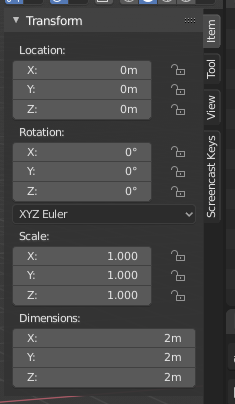 Transform
Location:
X: 0m
Y: 0m
Z: 0m
Rotation:
X: 0°
Y: 0°
Z: 0°
XYZ Euler
Scale:
X: 1.000
Y: 1.000
Z: 1.000
Dimensions:
X: 2m
Y: 2m
Z: 2m
Item
Tool
View
Screencast Keys